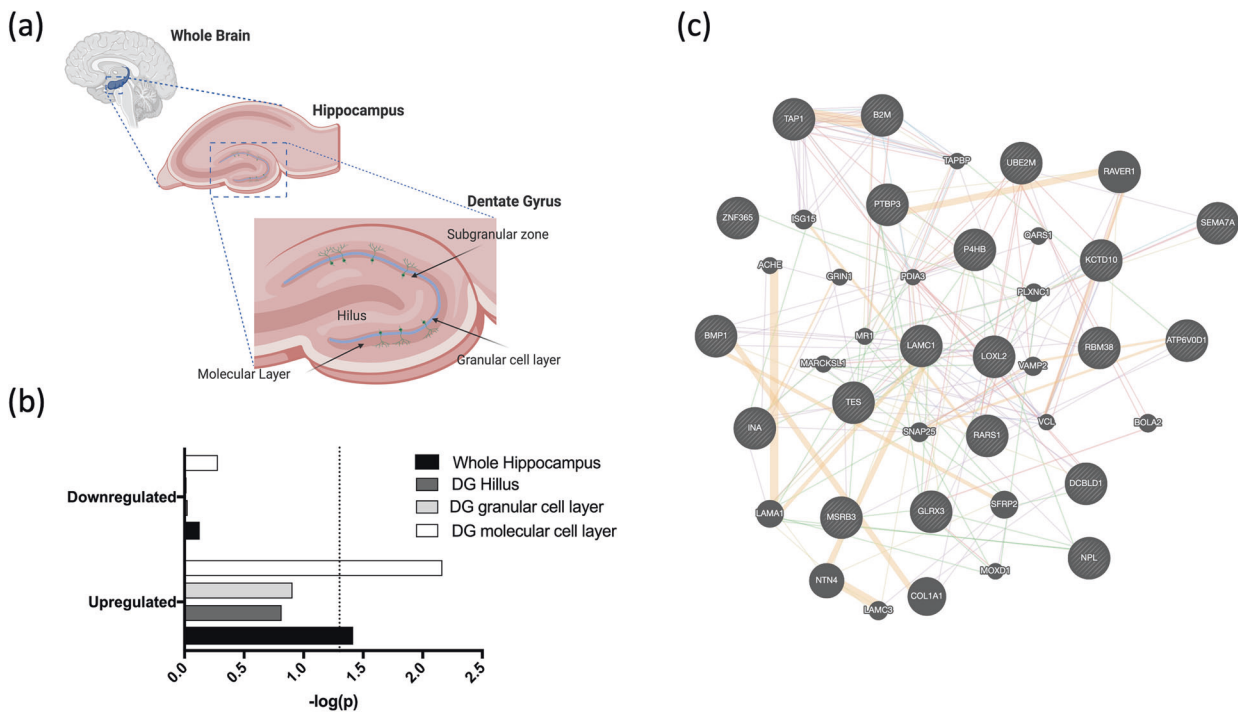 (a)
Whole Brain
Hippocampus
Dentate Gyrus
Subgranular zone
Hilus
Granular cell layer
Molecular Layer
(b)
Downregulated
Upregulated
Whole Hippocampus
DG Hillus
DG granular cell layer
DG molecular cell layer
0.0
0.5
1.0
1.5
2.0
2.5
-log(p)
(c)
TAP1
B2M
TAPBP
UBE2M
RAVER1
PTBP3
ZNF365
ISG15
SEMA7A
QARS1
P4HB
KCTD10
ACHE
GRIN1
PDIA3
PLXNC1
BMP1
MR1
LAMC1
LOXL2
RBM38
ATP6V0D1
MARCKSL1
VAMP2
TES
INA
SNAP25
RARS1
VCL
BOLA2
DCBLD1
LAMA1
MSRB3
GLRX3
SFRP2
NPL
MOXD1
NTN4
COL1A1
LAMC3